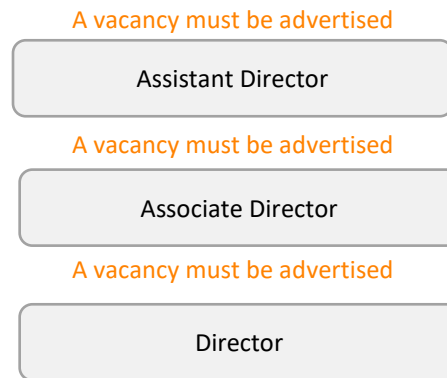 A vacancy must be advertised
Assistant Director
A vacancy must be advertised
Associate Director
A vacancy must be advertised
Director